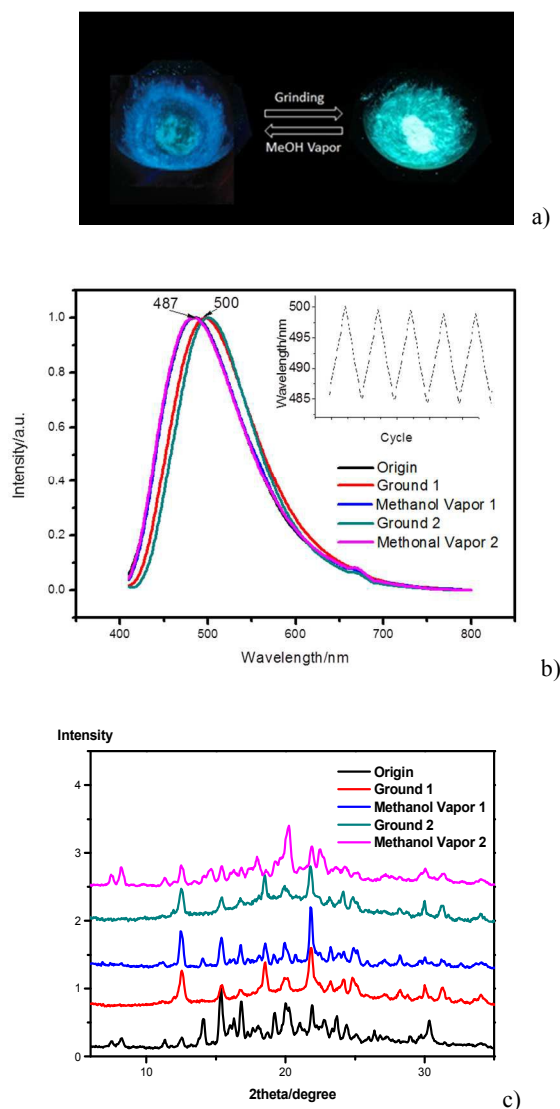 Grinding
MeOH Vapor
a)
487
500
Intensity/a.u.
1.0
0.8
0.6
0.4
0.2
0.0
400
500
600
700
800
Wavelength/nm
Wavelength/nm
500
495
490
485
Cycle
Origin
Ground 1
Methanol Vapor 1
Ground 2
Methonal Vapor 2
b)
Intensity
4
3
2
1
0
10
20
30
2theta/degree
Origin
Ground 1
Methanol Vapor 1
Ground 2
Methanol Vapor 2
c)